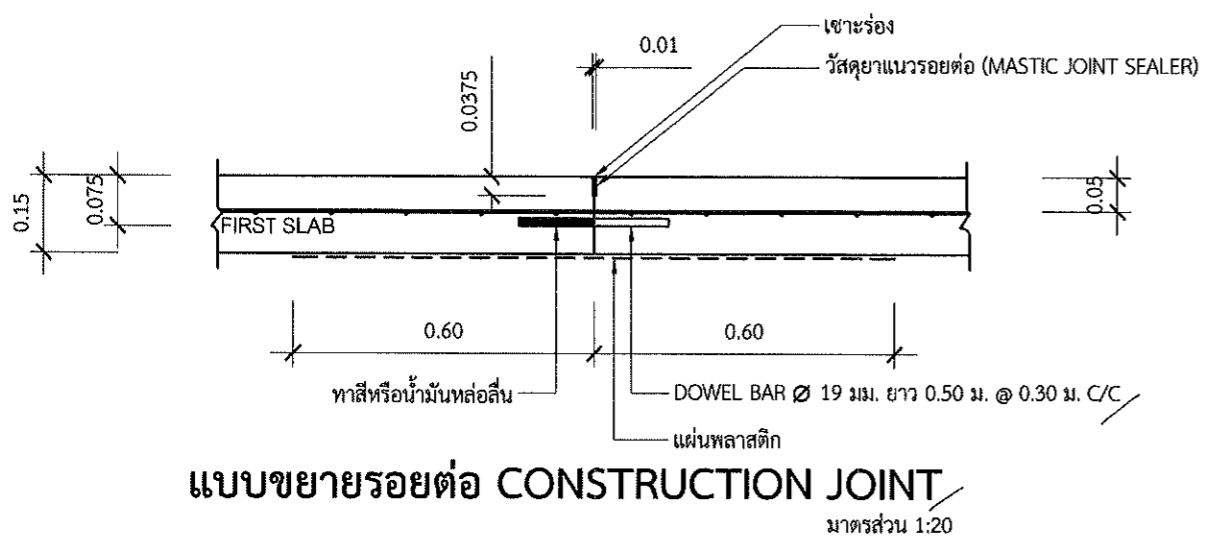 เซาะร่อง
0.01
วัสดุยาแนวรอยต่อ (MASTIC JOINT SEALER)
0.0375
0.15
0.075
0.05
FIRST SLAB
0.60
0.60
ทาสีหรือน้ำมันหล่อลื่น
DOWEL BAR Ø 19 มม. ยาว 0.50 ม. @ 0.30 ม. C/C
แผ่นพลาสติก
แบบขยายรอยต่อ CONSTRUCTION JOINT
มาตรส่วน 1:20